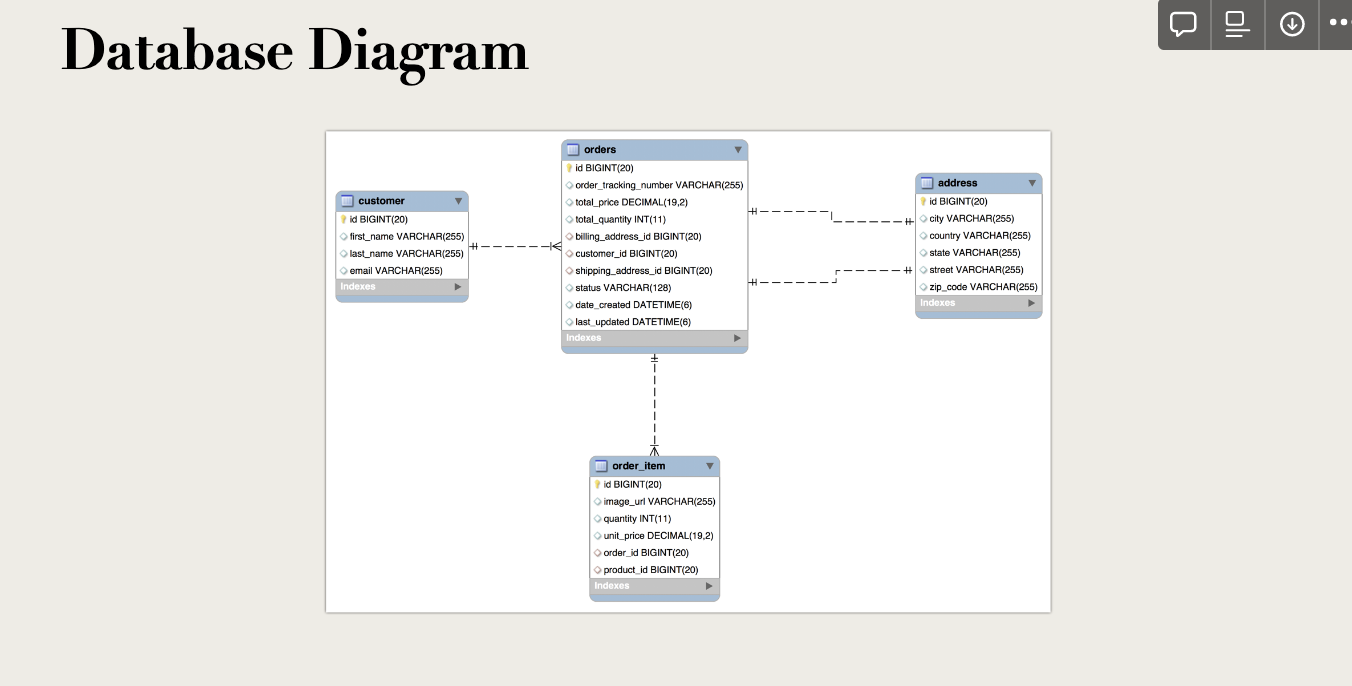 Database Diagram
orders
id BIGINT(20)
order_tracking_number VARCHAR(255)
total_price DECIMAL(19,2)
total_quantity INT(11)
billing_address_id BIGINT(20)
customer_id BIGINT(20)
shipping_address_id BIGINT(20)
status VARCHAR(128)
date_created DATETIME(6)
last_updated DATETIME(6)
Indexes
customer
id BIGINT(20)
first_name VARCHAR(255)
last_name VARCHAR(255)
email VARCHAR(255)
Indexes
address
id BIGINT(20)
city VARCHAR(255)
country VARCHAR(255)
state VARCHAR(255)
street VARCHAR(255)
zip_code VARCHAR(255)
Indexes
order_item
id BIGINT(20)
image_url VARCHAR(255)
quantity INT(11)
unit_price DECIMAL(19,2)
order_id BIGINT(20)
product_id BIGINT(20)
Indexes